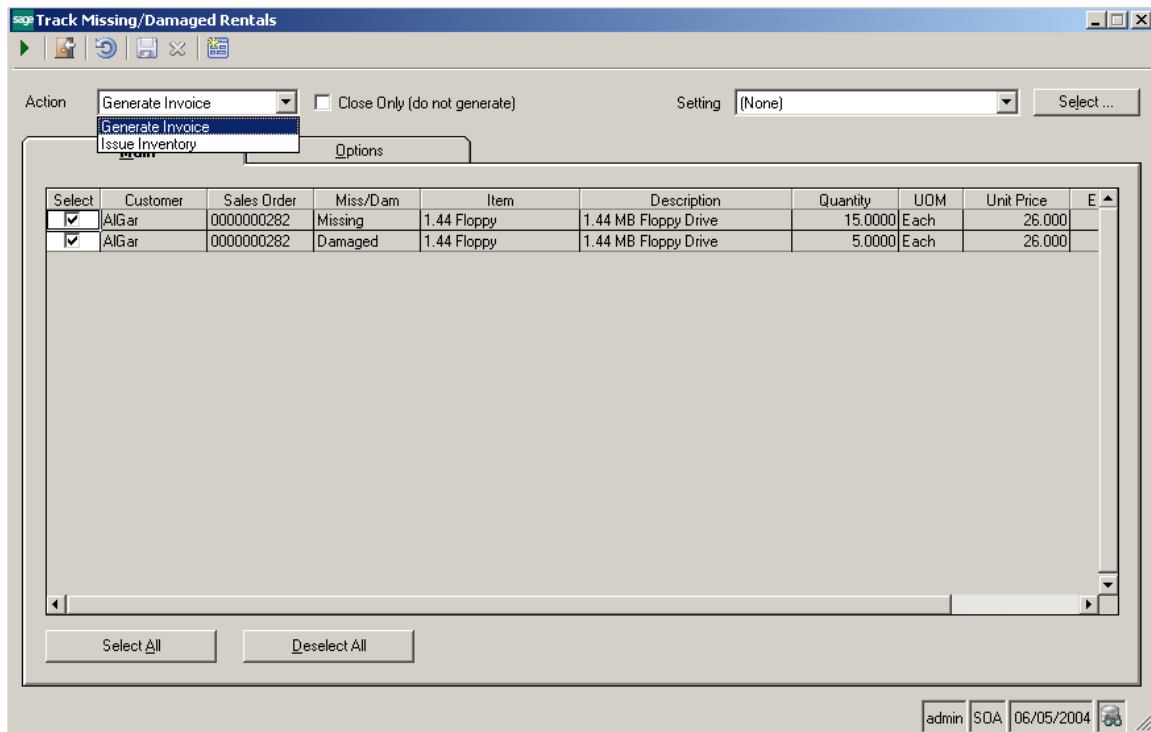 sage Track Missing/Damaged Rentals
Action Generate Invoice Close Only (do not generate) Setting (None) Select ...
Generate Invoice
Issue Inventory
Main Options
Select Customer Sales Order Miss/Dam Item Description Quantity UOM Unit Price E
AlGar 0000000282 Missing 1.44 Floppy 1.44 MB Floppy Drive 15.0000 Each 26.000
AlGar 0000000282 Damaged 1.44 Floppy 1.44 MB Floppy Drive 5.0000 Each 26.000
Select All Deselect All
admin SOA 06/05/2004